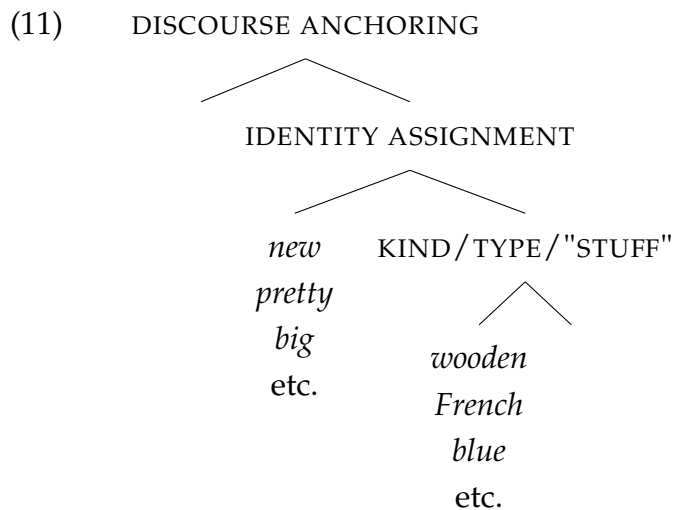 (11) DISCOURSE ANCHORING
IDENTITY ASSIGNMENT
new KIND/TYPE/"STUFF"
pretty
big
etc.
wooden
French
blue
etc.